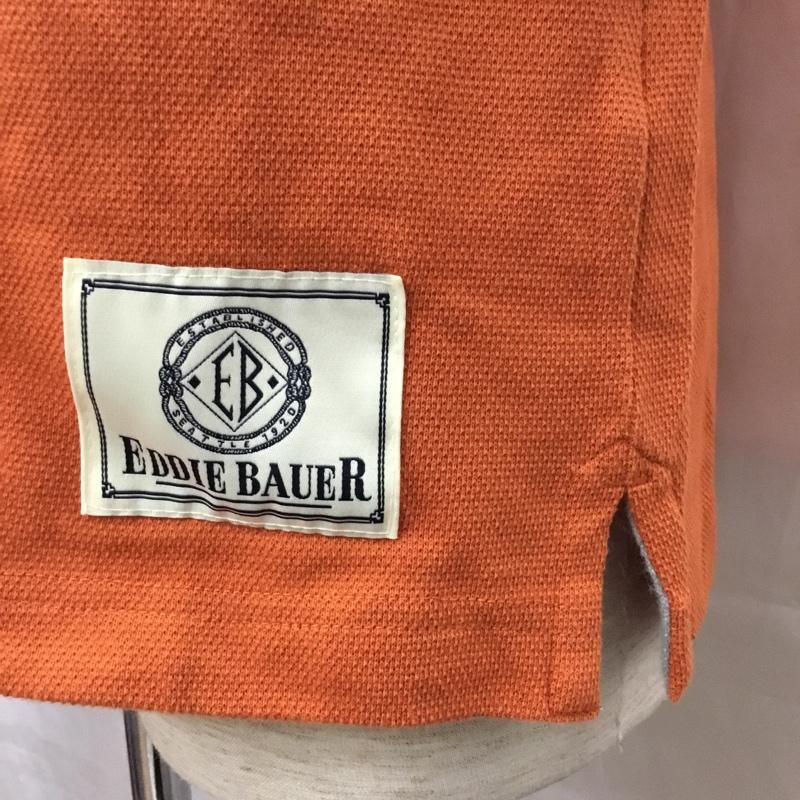 ESTABLISHED
EB
SEATTLE 1920
EDDIE BAUER